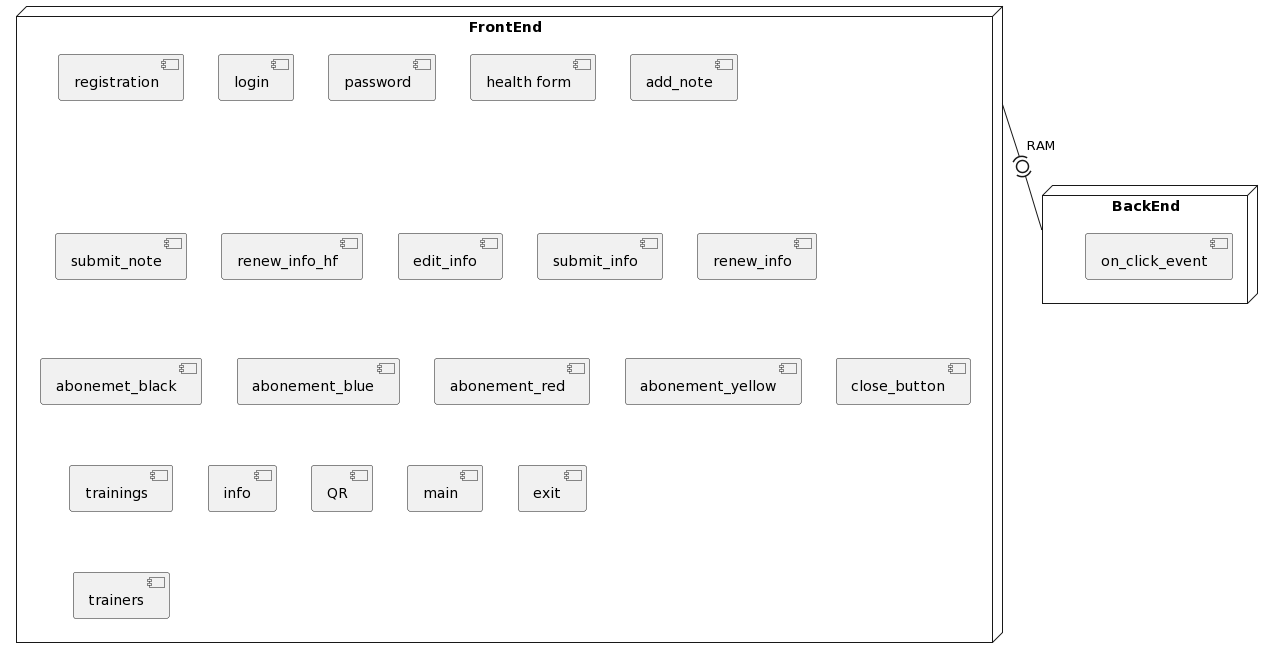 FrontEnd
registration
login
password
health form
add_note
RAM
BackEnd
submit_note
renew_info_hf
edit_info
submit_info
renew_info
on_click_event
abonemet_black
abonement_blue
abonement_red
abonement_yellow
close_button
trainings
info
QR
main
exit
trainers